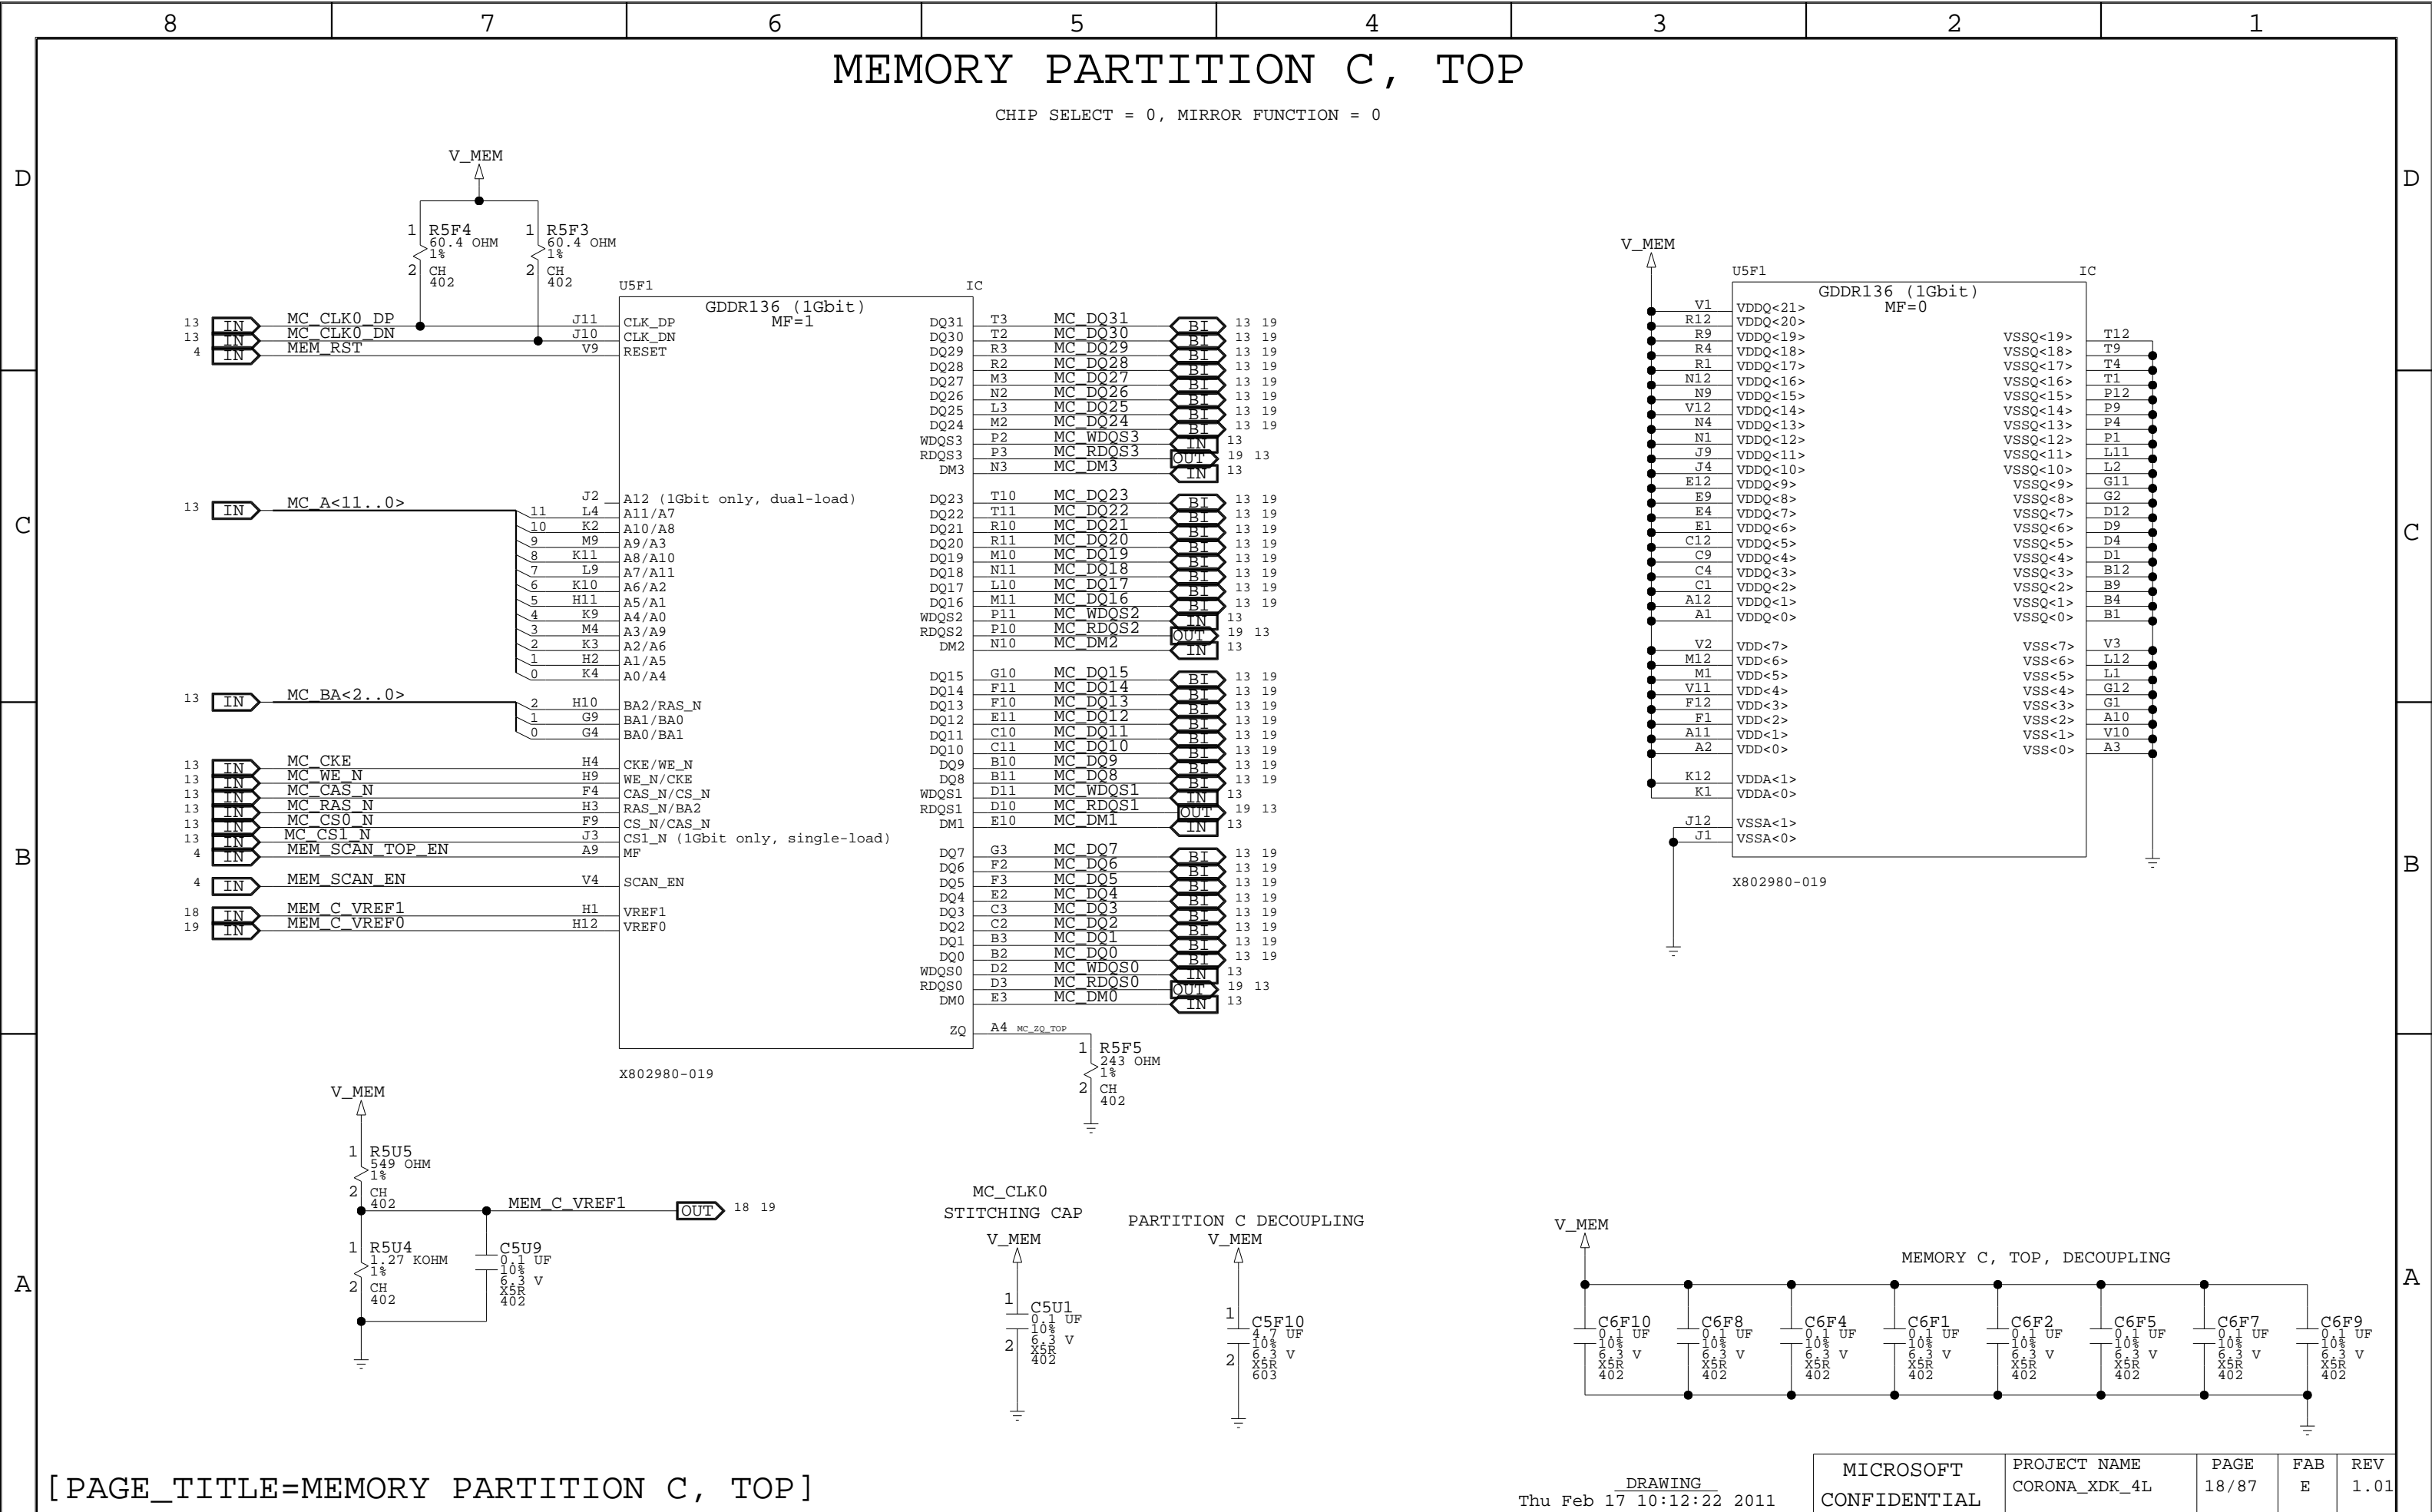 8 7 6 5 4 3 2 1
MEMORY PARTITION C, TOP
CHIP SELECT = 0, MIRROR FUNCTION = 0
D D
C C
B B
A A
V_MEM
1 R5F4
60.4 OHM
1%
2 CH
402
1 R5F3
60.4 OHM
1%
2 CH
402
U5F1 IC
GDDR136 (1Gbit)
MF=1
13 IN MC_CLK0_DP J11 CLK_DP
13 IN MC_CLK0_DN J10 CLK_DN
4 IN MEM_RST V9 RESET
13 IN MC_A<11..0>
J2 A12 (1Gbit only, dual-load)
11 L4 A11/A7
10 K2 A10/A8
9 M9 A9/A3
8 K11 A8/A10
7 L9 A7/A11
6 K10 A6/A2
5 H11 A5/A1
4 K9 A4/A0
3 M4 A3/A9
2 K3 A2/A6
1 H2 A1/A5
0 K4 A0/A4
13 IN MC_BA<2..0>
2 H10 BA2/RAS_N
1 G9 BA1/BA0
0 G4 BA0/BA1
13 IN MC_CKE H4 CKE/WE_N
13 IN MC_WE_N H9 WE_N/CKE
13 IN MC_CAS_N F4 CAS_N/CS_N
13 IN MC_RAS_N H3 RAS_N/BA2
13 IN MC_CS0_N F9 CS_N/CAS_N
13 IN MC_CS1_N J3 CS1_N (1Gbit only, single-load)
4 IN MEM_SCAN_TOP_EN A9 MF
4 IN MEM_SCAN_EN V4 SCAN_EN
18 IN MEM_C_VREF1 H1 VREF1
19 IN MEM_C_VREF0 H12 VREF0
DQ31 T3 MC_DQ31 BI 13 19
DQ30 T2 MC_DQ30 BI 13 19
DQ29 R3 MC_DQ29 BI 13 19
DQ28 R2 MC_DQ28 BI 13 19
DQ27 M3 MC_DQ27 BI 13 19
DQ26 N2 MC_DQ26 BI 13 19
DQ25 L3 MC_DQ25 BI 13 19
DQ24 M2 MC_DQ24 BI 13 19
WDQS3 P2 MC_WDQS3 IN 13
RDQS3 P3 MC_RDQS3 OUT 19 13
DM3 N3 MC_DM3 IN 13
DQ23 T10 MC_DQ23 BI 13 19
DQ22 T11 MC_DQ22 BI 13 19
DQ21 R10 MC_DQ21 BI 13 19
DQ20 R11 MC_DQ20 BI 13 19
DQ19 M10 MC_DQ19 BI 13 19
DQ18 N11 MC_DQ18 BI 13 19
DQ17 L10 MC_DQ17 BI 13 19
DQ16 M11 MC_DQ16 BI 13 19
WDQS2 P11 MC_WDQS2 IN 13
RDQS2 P10 MC_RDQS2 OUT 19 13
DM2 N10 MC_DM2 IN 13
DQ15 G10 MC_DQ15 BI 13 19
DQ14 F11 MC_DQ14 BI 13 19
DQ13 F10 MC_DQ13 BI 13 19
DQ12 E11 MC_DQ12 BI 13 19
DQ11 C10 MC_DQ11 BI 13 19
DQ10 C11 MC_DQ10 BI 13 19
DQ9 B10 MC_DQ9 BI 13 19
DQ8 B11 MC_DQ8 BI 13 19
WDQS1 D11 MC_WDQS1 IN 13
RDQS1 D10 MC_RDQS1 OUT 19 13
DM1 E10 MC_DM1 IN 13
DQ7 G3 MC_DQ7 BI 13 19
DQ6 F2 MC_DQ6 BI 13 19
DQ5 F3 MC_DQ5 BI 13 19
DQ4 E2 MC_DQ4 BI 13 19
DQ3 C3 MC_DQ3 BI 13 19
DQ2 C2 MC_DQ2 BI 13 19
DQ1 B3 MC_DQ1 BI 13 19
DQ0 B2 MC_DQ0 BI 13 19
WDQS0 D2 MC_WDQS0 IN 13
RDQS0 D3 MC_RDQS0 OUT 19 13
DM0 E3 MC_DM0 IN 13
ZQ A4 MC_ZQ_TOP
X802980-019
1 R5F5
243 OHM
1%
2 CH
402
V_MEM
U5F1 IC
GDDR136 (1Gbit)
MF=0
V1 VDDQ<21>
R12 VDDQ<20>
R9 VDDQ<19>
R4 VDDQ<18>
R1 VDDQ<17>
N12 VDDQ<16>
N9 VDDQ<15>
V12 VDDQ<14>
N4 VDDQ<13>
N1 VDDQ<12>
J9 VDDQ<11>
J4 VDDQ<10>
E12 VDDQ<9>
E9 VDDQ<8>
E4 VDDQ<7>
E1 VDDQ<6>
C12 VDDQ<5>
C9 VDDQ<4>
C4 VDDQ<3>
C1 VDDQ<2>
A12 VDDQ<1>
A1 VDDQ<0>
V2 VDD<7>
M12 VDD<6>
M1 VDD<5>
V11 VDD<4>
F12 VDD<3>
F1 VDD<2>
A11 VDD<1>
A2 VDD<0>
K12 VDDA<1>
K1 VDDA<0>
J12 VSSA<1>
J1 VSSA<0>
VSSQ<19> T12
VSSQ<18> T9
VSSQ<17> T4
VSSQ<16> T1
VSSQ<15> P12
VSSQ<14> P9
VSSQ<13> P4
VSSQ<12> P1
VSSQ<11> L11
VSSQ<10> L2
VSSQ<9> G11
VSSQ<8> G2
VSSQ<7> D12
VSSQ<6> D9
VSSQ<5> D4
VSSQ<4> D1
VSSQ<3> B12
VSSQ<2> B9
VSSQ<1> B4
VSSQ<0> B1
VSS<7> V3
VSS<6> L12
VSS<5> L1
VSS<4> G12
VSS<3> G1
VSS<2> A10
VSS<1> V10
VSS<0> A3
X802980-019
V_MEM
1 R5U5
549 OHM
1%
2 CH
402
MEM_C_VREF1 OUT 18 19
1 R5U4
1.27 KOHM
1%
2 CH
402
C5U9
0.1 UF
10%
6.3 V
X5R
402
MC_CLK0
STITCHING CAP
V_MEM
1 C5U1
0.1 UF
10%
6.3 V
2 X5R
402
PARTITION C DECOUPLING
V_MEM
1 C5F10
4.7 UF
10%
6.3 V
2 X5R
603
V_MEM
MEMORY C, TOP, DECOUPLING
C6F10 C6F8 C6F4 C6F1 C6F2 C6F5 C6F7 C6F9
0.1 UF 0.1 UF 0.1 UF 0.1 UF 0.1 UF 0.1 UF 0.1 UF 0.1 UF
10% 10% 10% 10% 10% 10% 10% 10%
6.3 V 6.3 V 6.3 V 6.3 V 6.3 V 6.3 V 6.3 V 6.3 V
X5R X5R X5R X5R X5R X5R X5R X5R
402 402 402 402 402 402 402 402
[PAGE_TITLE=MEMORY PARTITION C, TOP]
DRAWING
Thu Feb 17 10:12:22 2011
MICROSOFT
CONFIDENTIAL
PROJECT NAME
CORONA_XDK_4L
PAGE
18/87
FAB
E
REV
1.01